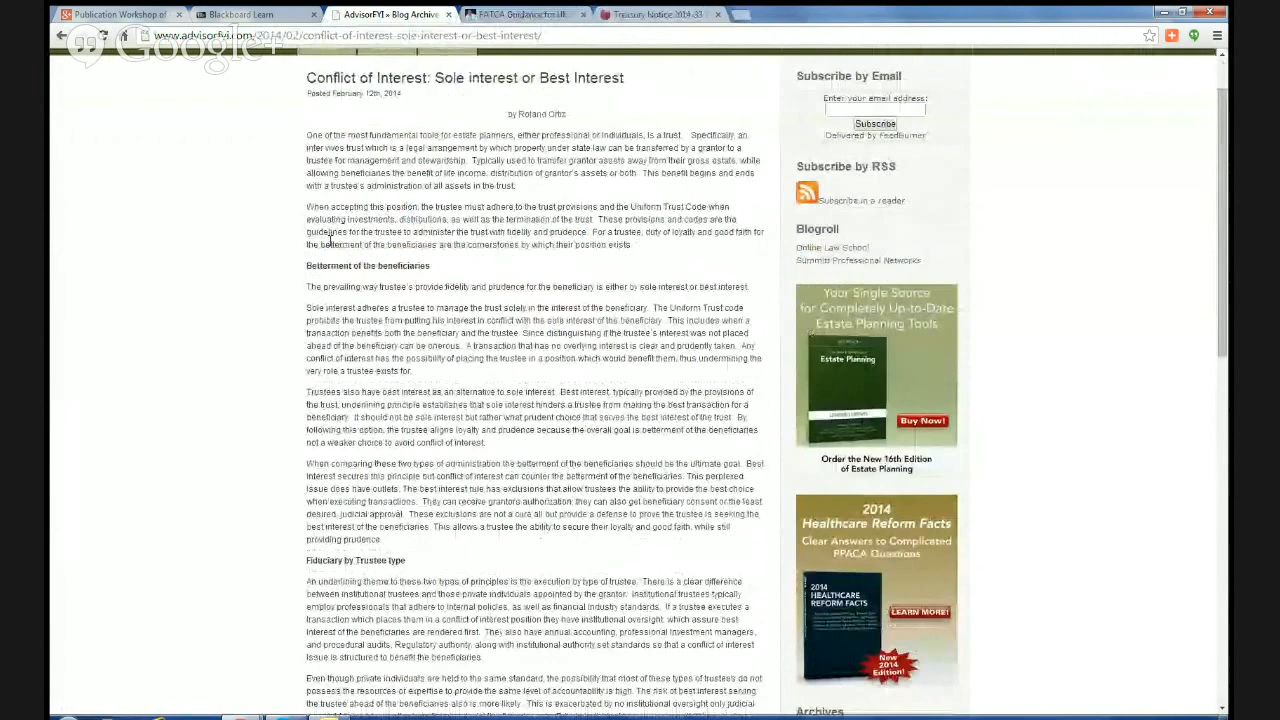 Publication Workshop of
Blackboard Learn
AdvisorFYI » Blog Archive
FATCA Guidance for
Treasury Notice 2014-33
Google+
www.advisorfyi.com/2014/02/conflict-of-interest-sole-interest-or-best-interest/
Conflict of Interest: Sole interest or Best Interest
Posted February 12th, 2014
by Roland Ortiz
One of the most fundamental tools for estate planners, either professional or individuals, is a trust. Specifically, an
inter vivos trust which is a legal arrangement by which property under state law can be transferred by a grantor to a
trustee for management and stewardship. Typically used to transfer grantor assets away from their gross estate, while
allowing beneficiaries the benefit of life income, distribution of grantor's assets or both. This benefit begins and ends
with a trustee's administration of all assets in the trust.
When accepting this position, the trustee must adhere to the trust provisions and the Uniform Trust Code when
evaluating investments, distributions, as well as the termination of the trust. These provisions and codes are the
guidelines for the trustee to administer the trust with fidelity and prudence. For a trustee, duty of loyalty and good faith for
the betterment of the beneficiaries are the cornerstones by which their position exists.
Betterment of the beneficiaries
The prevailing way trustee's provide fidelity and prudence for the beneficiary is either by sole interest or best interest.
Sole interest adheres a trustee to manage the trust solely in the interest of the beneficiary. The Uniform Trust code
prohibits the trustee from putting his interest in conflict with the sole interest of the beneficiary. This includes when a
transaction benefits both the beneficiary and the trustee. Since distinguishing if the trustee's interest was not placed
ahead of the beneficiary can be onerous. A transaction that has no overlying interest is clear and prudently taken. Any
conflict of interest has the possibility of placing the trustee in a position which would benefit them, thus undermining the
very role a trustee exists for.
Trustees also have best interest as an alternative to sole interest. Best interest, typically provided by the provisions of
the trust, underlining principle establishes that sole interest hinders a trustee from making the best transaction for a
beneficiary. It should not be sole interest but rather what prudent choice that serves the best interest of the trust. By,
following this option, the trustee aligns loyalty and prudence because the overall goal is betterment of the beneficiaries
not a weaker choice to avoid conflict of interest.
When comparing these two types of administration the betterment of the beneficiaries should be the ultimate goal. Best
Interest secures this principle but conflict of interest can counter the betterment of the beneficiaries. This perplexed
issue does have outlets. The best interest rule has exclusions that allow trustees the ability to provide the best choice
when executing transactions. They can receive grantors authorization, they can also get beneficiary consent or the least
desired, judicial approval. These exclusions are not a cure all but provide a defense to prove the trustee is seeking the
best interest of the beneficiaries. This allows a trustee the ability to secure their loyalty and good faith, while still
providing prudence.
Fiduciary by Trustee type
An underlining theme to these two types of principles is the execution by type of trustee. There is a clear difference
between institutional trustees and those private individuals appointed by the grantor. Institutional trustees typically
employ professionals that adhere to internal policies, as well as financial industry standards. If a trustee executed a
transaction which places them in a conflict of interest position they have institutional oversight, which assure best
interest of the beneficiaries are rendered first. They also have annual accounting, professional investment managers,
and procedural audits. Regulatory authority, along with institutional authority set standards so that a conflict of interest
issue is structured to benefit the beneficiaries.
Even though private individuals are held to the same standard, the possibility that most of these types of trustees do not
possess the resources of expertise to provide the same level of accountability is high. The risk of best interest serving
the trustee of beneficiaries also is more likely. This is exacerbated by no institutional oversight only judicial
Subscribe by Email
Enter your email address:
Subscribe
Delivered by FeedBurner
Subscribe by RSS
Subscribe in a reader
Blogroll
Online Law School
Summitt Professional Networks
Your Single Source
for Completely Up-to-Date
Estate Planning Tools
Estate Planning
Buy Now!
Order the New 16th Edition
of Estate Planning
2014
Healthcare Reform Facts
Clear Answers to Complicated
PPACA Questions
2014
HEALTHCARE
REFORM FACTS
LEARN MORE!
New
2014
Edition!
Archives